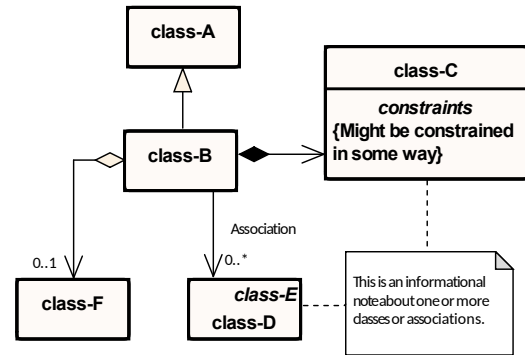 class-A
class-C
constraints
{Might be constrained
in some way}
class-B
Association
0..1
0..*
class-F
class-E
class-D
This is an informational
note about one or more
classes or associations.